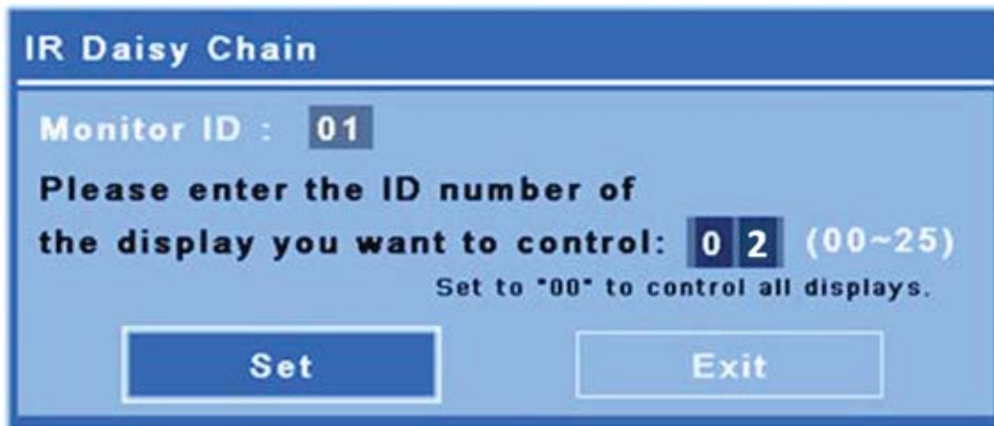 IR Daisy Chain
Monitor ID : 01
Please enter the ID number of
the display you want to control: 0 2 (00~25)
Set to "00" to control all displays.
Set Exit